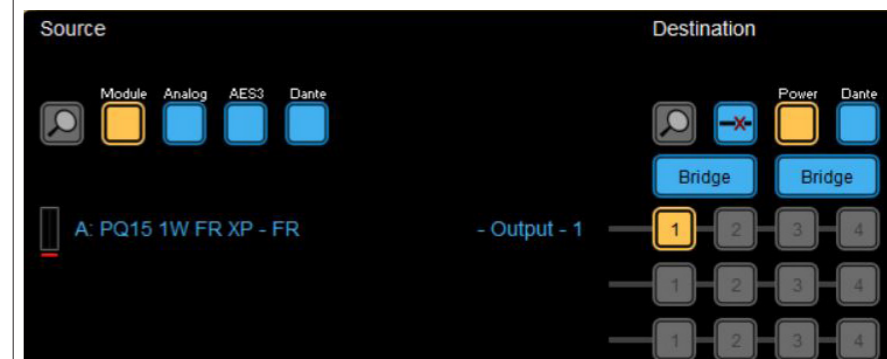 Source Destination
Module Analog AES3 Dante Power Dante
Bridge Bridge
A: PQ15 1W FR XP - FR - Output - 1 1 2 3 4
1 2 3 4
1 2 3 4